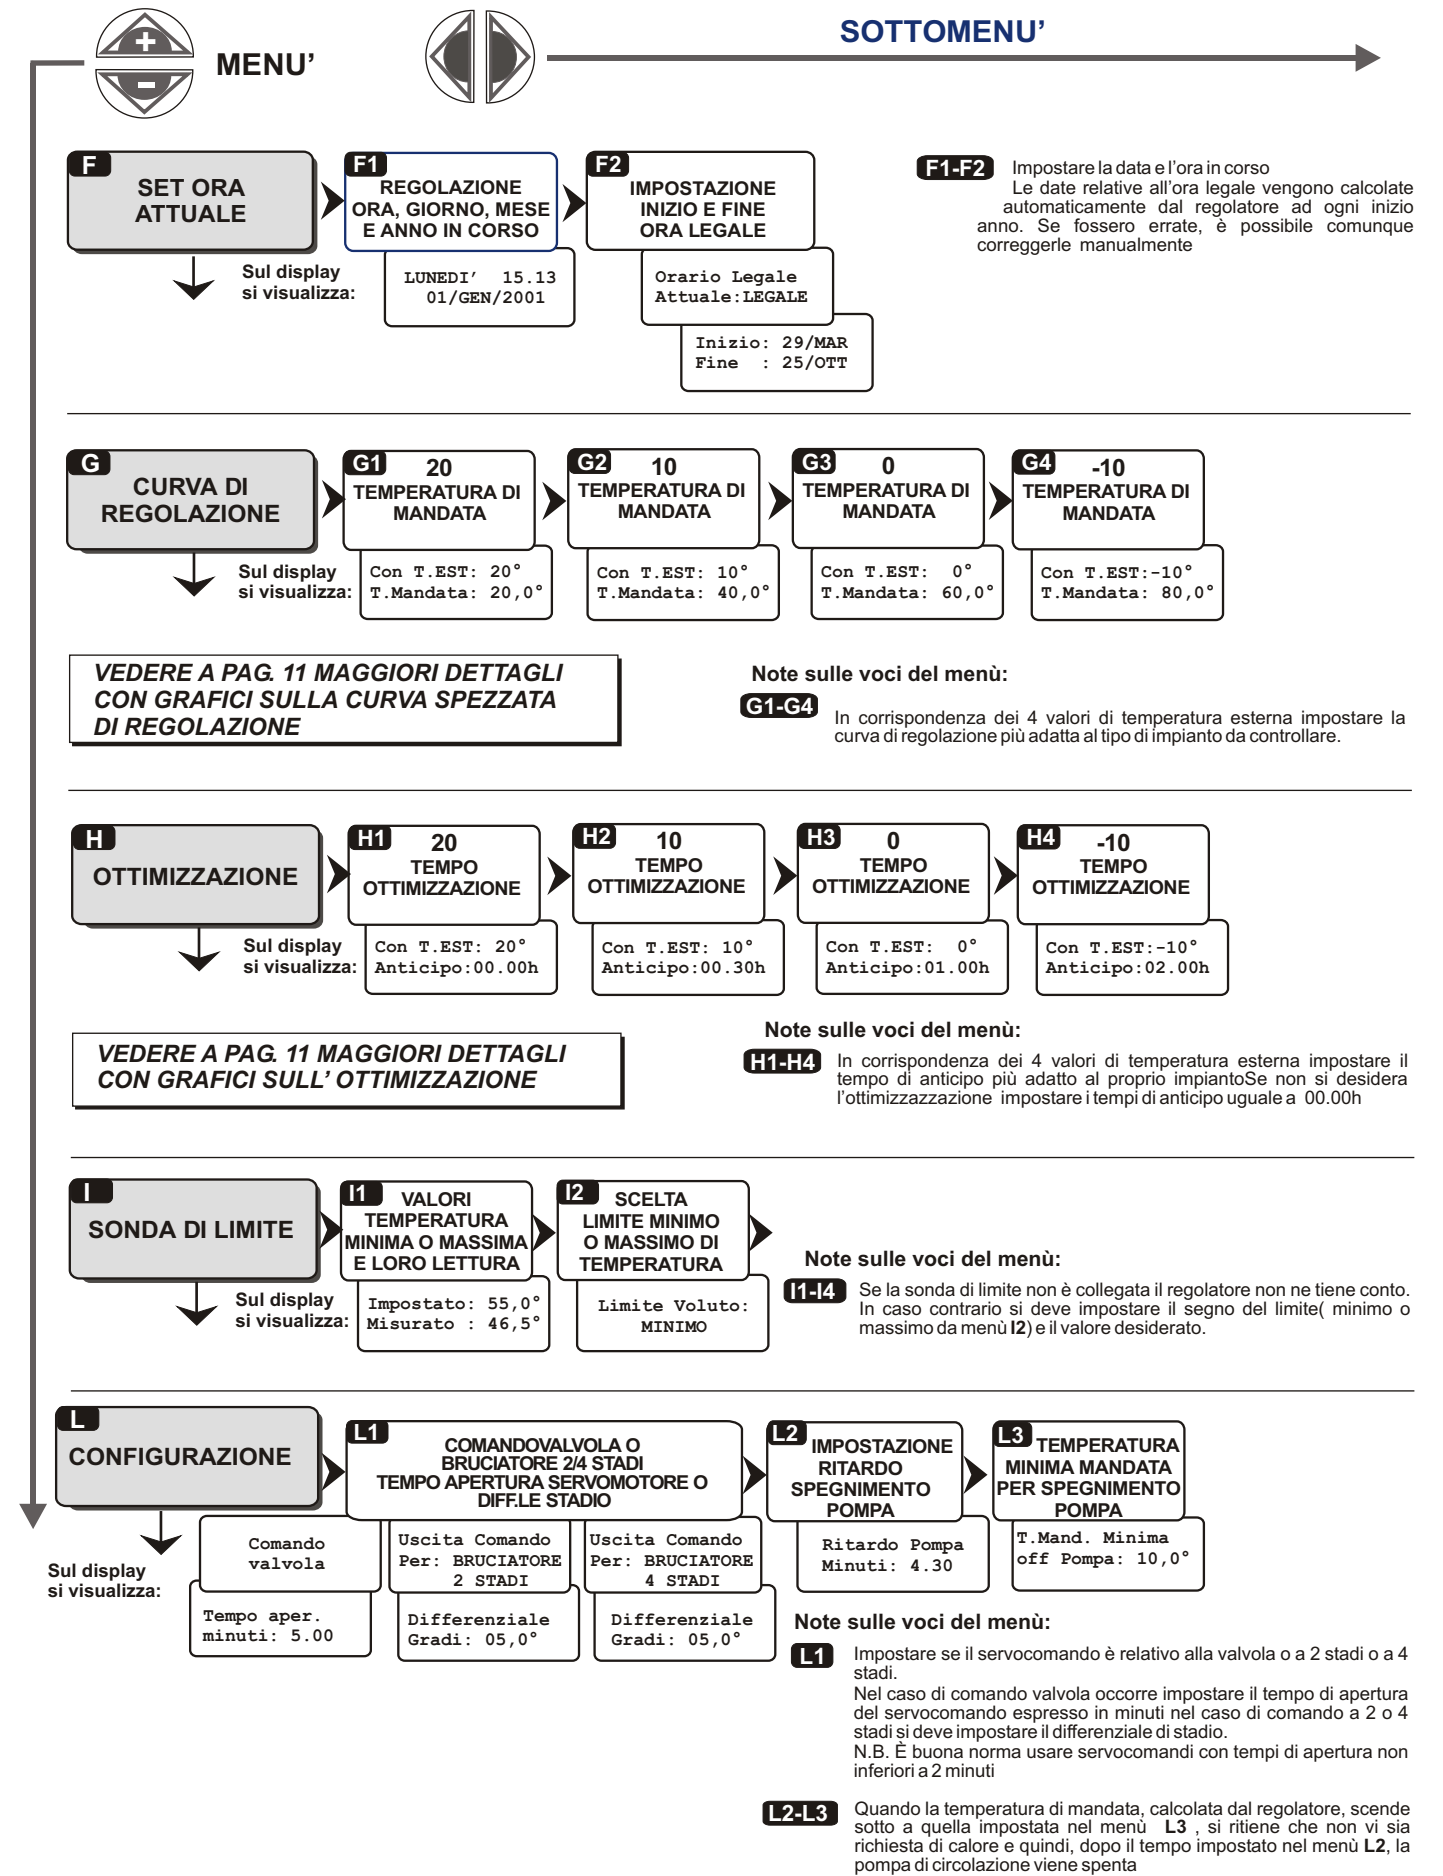 SOTTOMENU'
MENU'
F
SET ORA
ATTUALE
F1
REGOLAZIONE
ORA, GIORNO, MESE
E ANNO IN CORSO
F2
IMPOSTAZIONE
INIZIO E FINE
ORA LEGALE
F1-F2
Impostare la data e l'ora in corso
Le date relative all'ora legale vengono calcolate
automaticamente dal regolatore ad ogni inizio
anno. Se fossero errate, è possibile comunque
correggerle manualmente
Sul display
si visualizza:
LUNEDI' 15.13
01/GEN/2001
Orario Legale
Attuale:LEGALE
Inizio: 29/MAR
Fine : 25/OTT
G
CURVA DI
REGOLAZIONE
G1
20
TEMPERATURA DI
MANDATA
G2
10
TEMPERATURA DI
MANDATA
G3
0
TEMPERATURA DI
MANDATA
G4
-10
TEMPERATURA DI
MANDATA
Sul display
si visualizza:
Con T.EST: 20°
T.Mandata: 20,0°
Con T.EST: 10°
T.Mandata: 40,0°
Con T.EST: 0°
T.Mandata: 60,0°
Con T.EST:-10°
T.Mandata: 80,0°
VEDERE A PAG. 11 MAGGIORI DETTAGLI
CON GRAFICI SULLA CURVA SPEZZATA
DI REGOLAZIONE
Note sulle voci del menù:
G1-G4
In corrispondenza dei 4 valori di temperatura esterna impostare la
curva di regolazione più adatta al tipo di impianto da controllare.
H
OTTIMIZZAZIONE
H1
20
TEMPO
OTTIMIZZAZIONE
H2
10
TEMPO
OTTIMIZZAZIONE
H3
0
TEMPO
OTTIMIZZAZIONE
H4
-10
TEMPO
OTTIMIZZAZIONE
Sul display
si visualizza:
Con T.EST: 20°
Anticipo:00.00h
Con T.EST: 10°
Anticipo:00.30h
Con T.EST: 0°
Anticipo:01.00h
Con T.EST:-10°
Anticipo:02.00h
VEDERE A PAG. 11 MAGGIORI DETTAGLI
CON GRAFICI SULL' OTTIMIZZAZIONE
Note sulle voci del menù:
H1-H4
In corrispondenza dei 4 valori di temperatura esterna impostare il
tempo di anticipo più adatto al proprio impiantoSe non si desidera
l'ottimizzazzazione impostare i tempi di anticipo uguale a 00.00h
I
SONDA DI LIMITE
I1
VALORI
TEMPERATURA
MINIMA O MASSIMA
E LORO LETTURA
I2
SCELTA
LIMITE MINIMO
O MASSIMO DI
TEMPERATURA
Sul display
si visualizza:
Impostato: 55,0°
Misurato : 46,5°
Limite Voluto:
MINIMO
Note sulle voci del menù:
I1-I4
Se la sonda di limite non è collegata il regolatore non ne tiene conto.
In caso contrario si deve impostare il segno del limite( minimo o
massimo da menù I2) e il valore desiderato.
L
CONFIGURAZIONE
L1
COMANDOVALVOLA O
BRUCIATORE 2/4 STADI
TEMPO APERTURA SERVOMOTORE O
DIFF.LE STADIO
L2
IMPOSTAZIONE
RITARDO
SPEGNIMENTO
POMPA
L3
TEMPERATURA
MINIMA MANDATA
PER SPEGNIMENTO
POMPA
Sul display
si visualizza:
Comando
valvola
Tempo aper.
minuti: 5.00
Uscita Comando
Per: BRUCIATORE
2 STADI
Differenziale
Gradi: 05,0°
Uscita Comando
Per: BRUCIATORE
4 STADI
Differenziale
Gradi: 05,0°
Ritardo Pompa
Minuti: 4.30
T.Mand. Minima
off Pompa: 10,0°
Note sulle voci del menù:
L1
Impostare se il servocomando è relativo alla valvola o a 2 stadi o a 4
stadi.
Nel caso di comando valvola occorre impostare il tempo di apertura
del servocomando espresso in minuti nel caso di comando a 2 o 4
stadi si deve impostare il differenziale di stadio.
N.B. È buona norma usare servocomandi con tempi di apertura non
inferiori a 2 minuti
L2-L3
Quando la temperatura di mandata, calcolata dal regolatore, scende
sotto a quella impostata nel menù L3 , si ritiene che non vi sia
richiesta di calore e quindi, dopo il tempo impostato nel menù L2, la
pompa di circolazione viene spenta